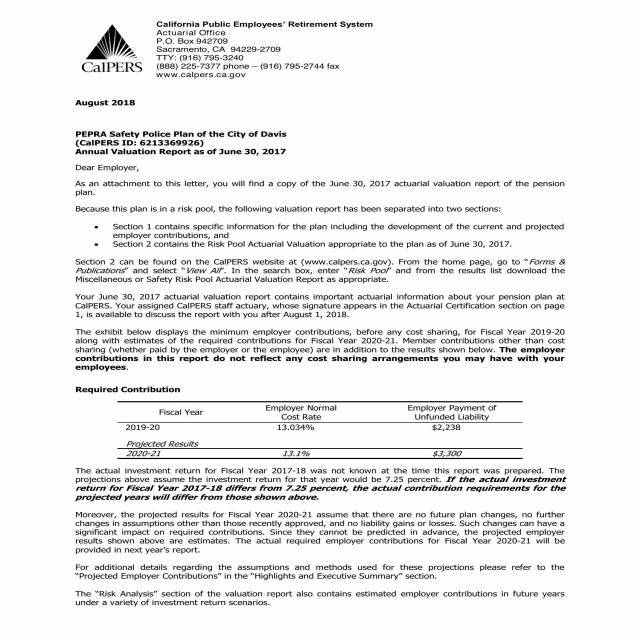 California Public Employees' Retirement System
Actuarial Office
P.O. Box 942709
Sacramento, CA 94229-2709
TTY: (916) 795-3240
(888) 225-7377 phone – (916) 795-2744 fax
www.calpers.ca.gov
CalPERS
August 2018
PEPRA Safety Police Plan of the City of Davis
(CalPERS ID: 6213369926)
Annual Valuation Report as of June 30, 2017
Dear Employer,
As an attachment to this letter, you will find a copy of the June 30, 2017 actuarial valuation report of the pension
plan.
Because this plan is in a risk pool, the following valuation report has been separated into two sections:
• Section 1 contains specific information for the plan including the development of the current and projected
employer contributions, and
• Section 2 contains the Risk Pool Actuarial Valuation appropriate to the plan as of June 30, 2017.
Section 2 can be found on the CalPERS website at (www.calpers.ca.gov). From the home page, go to "Forms &
Publications" and select "View All". In the search box, enter "Risk Pool" and from the results list download the
Miscellaneous or Safety Risk Pool Actuarial Valuation Report as appropriate.
Your June 30, 2017 actuarial valuation report contains important actuarial information about your pension plan at
CalPERS. Your assigned CalPERS staff actuary, whose signature appears in the Actuarial Certification section on page
1, is available to discuss the report with you after August 1, 2018.
The exhibit below displays the minimum employer contributions, before any cost sharing, for Fiscal Year 2019-20
along with estimates of the required contributions for Fiscal Year 2020-21. Member contributions other than cost
sharing (whether paid by the employer or the employee) are in addition to the results shown below. The employer
contributions in this report do not reflect any cost sharing arrangements you may have with your
employees.
Required Contribution
Fiscal Year Employer Normal Cost Rate Employer Payment of Unfunded Liability
2019-20 13.034% $2,238
Projected Results
2020-21 13.1% $3,300
The actual investment return for Fiscal Year 2017-18 was not known at the time this report was prepared. The
projections above assume the investment return for that year would be 7.25 percent. If the actual investment
return for Fiscal Year 2017-18 differs from 7.25 percent, the actual contribution requirements for the
projected years will differ from those shown above.
Moreover, the projected results for Fiscal Year 2020-21 assume that there are no future plan changes, no further
changes in assumptions other than those recently approved, and no liability gains or losses. Such changes can have a
significant impact on required contributions. Since they cannot be predicted in advance, the projected employer
results shown above are estimates. The actual required employer contributions for Fiscal Year 2020-21 will be
provided in next year's report.
For additional details regarding the assumptions and methods used for these projections please refer to the
"Projected Employer Contributions" in the "Highlights and Executive Summary" section.
The "Risk Analysis" section of the valuation report also contains estimated employer contributions in future years
under a variety of investment return scenarios.